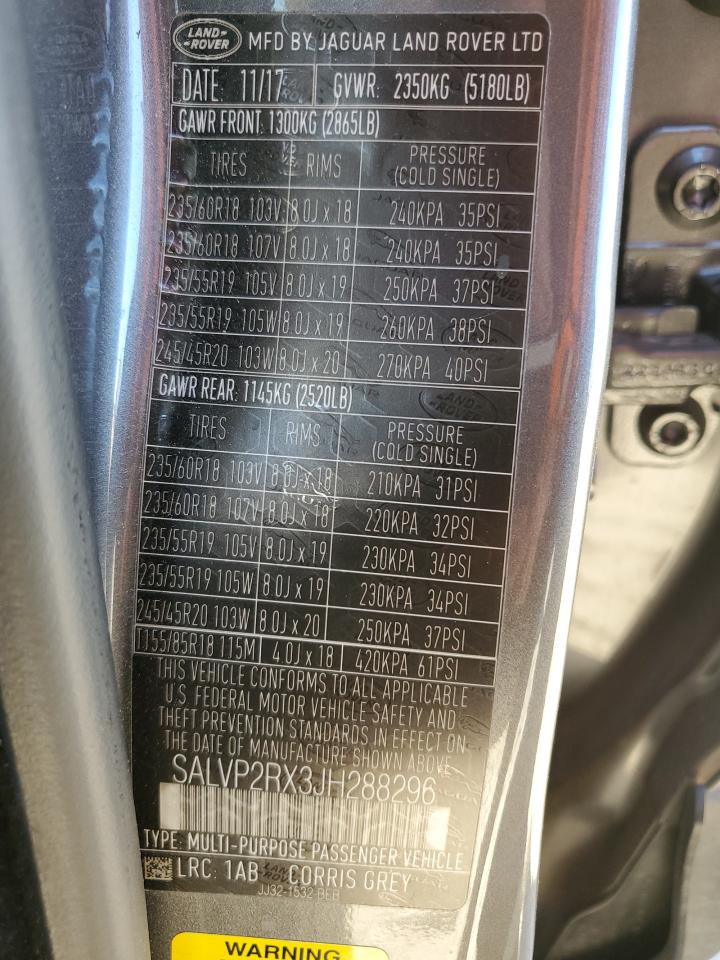 LAND ROVER MFD BY JAGUAR LAND ROVER LTD
DATE: 11/17 GVWR: 2350KG (5180LB)
GAWR FRONT: 1300KG (2865LB)
TIRES RIMS PRESSURE (COLD SINGLE)
235/60R18 103V 8.0J x 18 240KPA 35PSI
235/60R18 107V 8.0J x 18 240KPA 35PSI
235/55R19 105V 8.0J x 19 250KPA 37PSI
235/55R19 105W 8.0J x 19 260KPA 38PSI
245/45R20 103W 8.0J x 20 270KPA 40PSI
GAWR REAR: 1145KG (2520LB)
TIRES RIMS PRESSURE (COLD SINGLE)
235/60R18 103V 8.0J x 18 210KPA 31PSI
235/60R18 107V 8.0J x 18 220KPA 32PSI
235/55R19 105V 8.0J x 19 230KPA 34PSI
235/55R19 105W 8.0J x 19 230KPA 34PSI
245/45R20 103W 8.0J x 20 250KPA 37PSI
T155/85R18 115M 4.0J x 18 420KPA 61PSI
THIS VEHICLE CONFORMS TO ALL APPLICABLE
U.S. FEDERAL MOTOR VEHICLE SAFETY AND
THEFT PREVENTION STANDARDS IN EFFECT ON
THE DATE OF MANUFACTURE SHOWN ABOVE
SALVP2RX3JH288296
TYPE: MULTI-PURPOSE PASSENGER VEHICLE
LRC: 1AB CORRIS GREY
JJ32-1532-BEB
WARNING